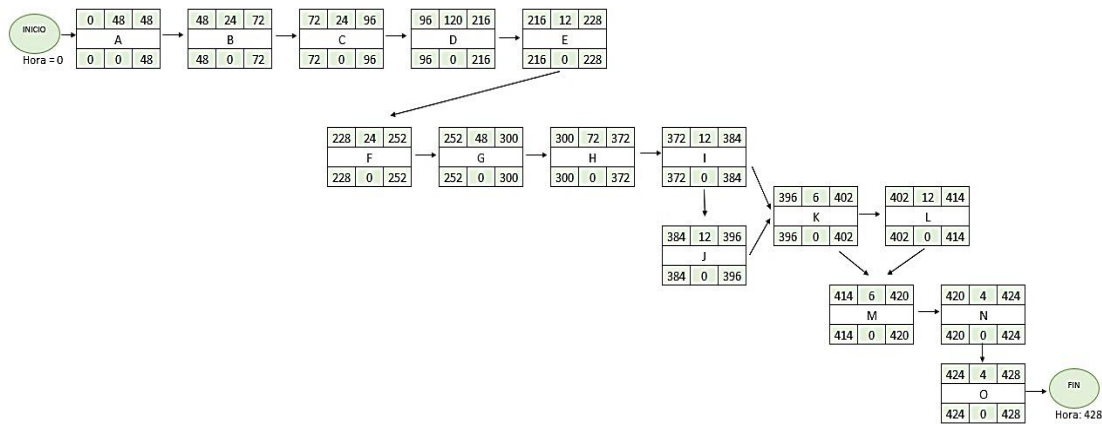 INICIO
Hora = 0
0 48 48
A
0 0 48
48 24 72
B
48 0 72
72 24 96
C
72 0 96
96 120 216
D
96 0 216
216 12 228
E
216 0 228
228 24 252
F
228 0 252
252 48 300
G
252 0 300
300 72 372
H
300 0 372
372 12 384
I
372 0 384
384 12 396
J
384 0 396
396 6 402
K
396 0 402
402 12 414
L
402 0 414
414 6 420
M
414 0 420
420 4 424
N
420 0 424
424 4 428
O
424 0 428
FIN
Hora: 428